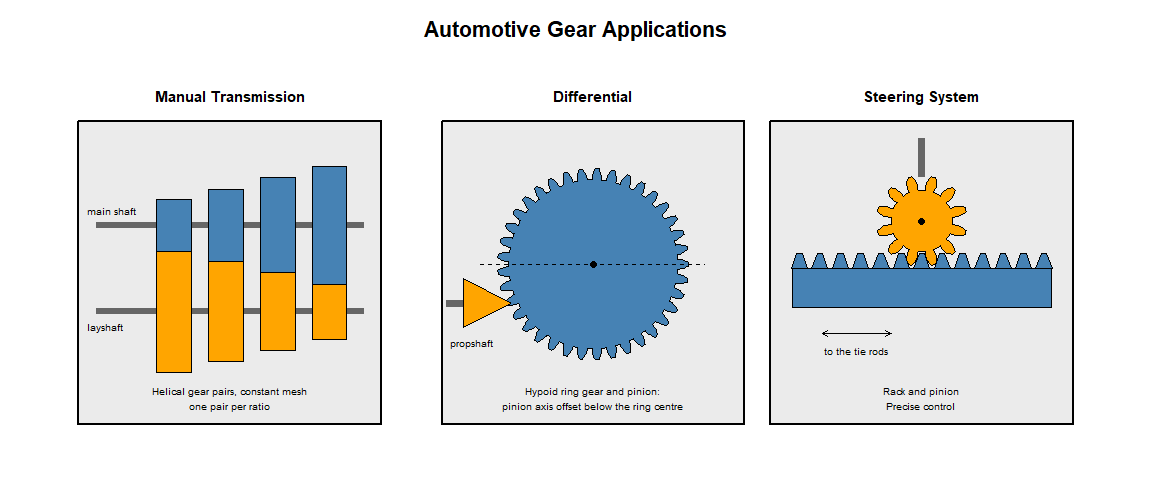 Automotive Gear Applications
Manual Transmission
main shaft
layshaft
Helical gear pairs, constant mesh
one pair per ratio
Differential
propshaft
Hypoid ring gear and pinion:
pinion axis offset below the ring centre
Steering System
to the tie rods
Rack and pinion
Precise control